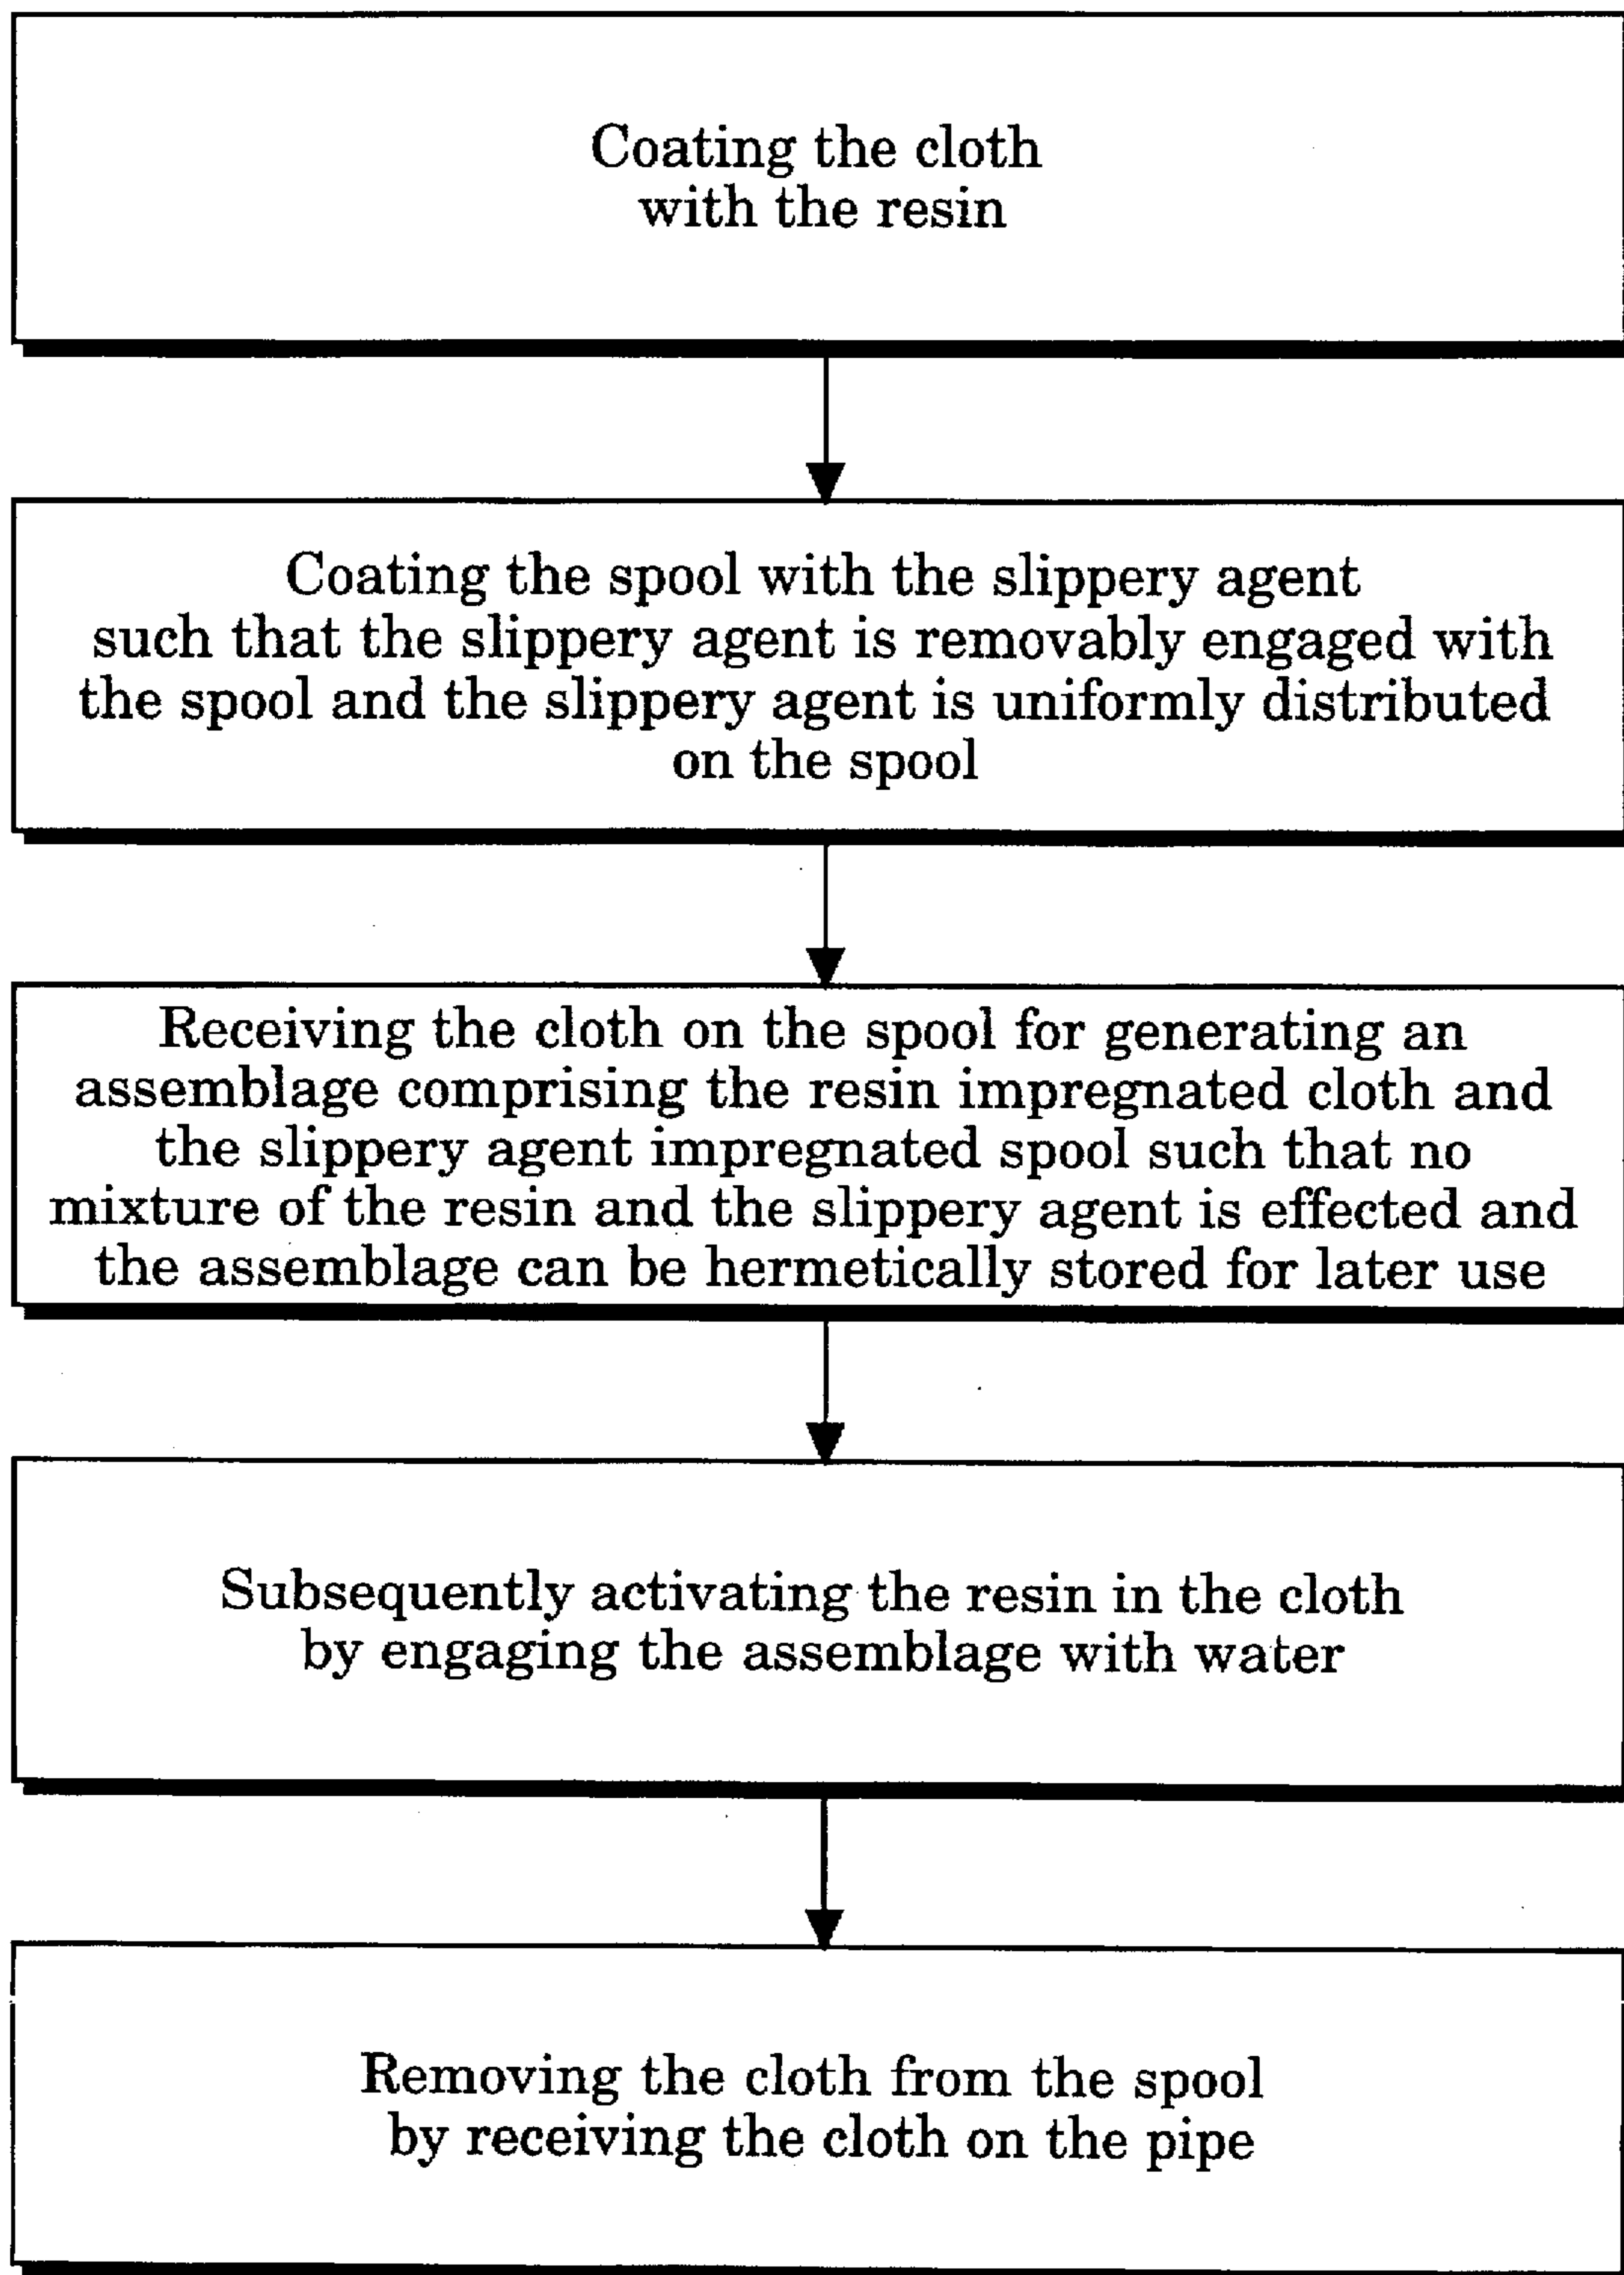 Coating the cloth
with the resin
Coating the spool with the slippery agent
such that the slippery agent is removably engaged with
the spool and the slippery agent is uniformly distributed
on the spool
Receiving the cloth on the spool for generating an
assemblage comprising the resin impregnated cloth and
the slippery agent impregnated spool such that no
mixture of the resin and the slippery agent is effected and
the assemblage can be hermetically stored for later use
Subsequently activating the resin in the cloth
by engaging the assemblage with water
Removing the cloth from the spool
by receiving the cloth on the pipe